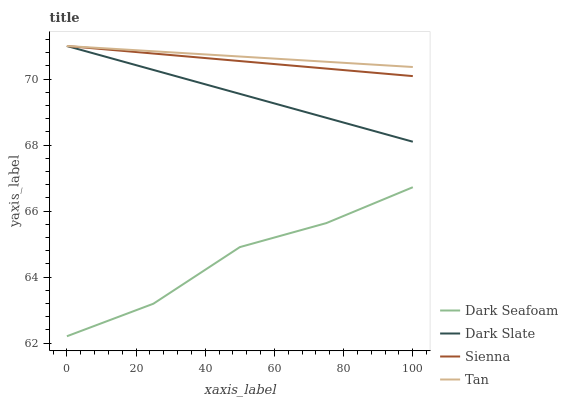 title
yaxis_label
70
68
66
64
62
0 20 40 60 80 100
xaxis_label
Dark Seafoam
Dark Slate
Sienna
Tan